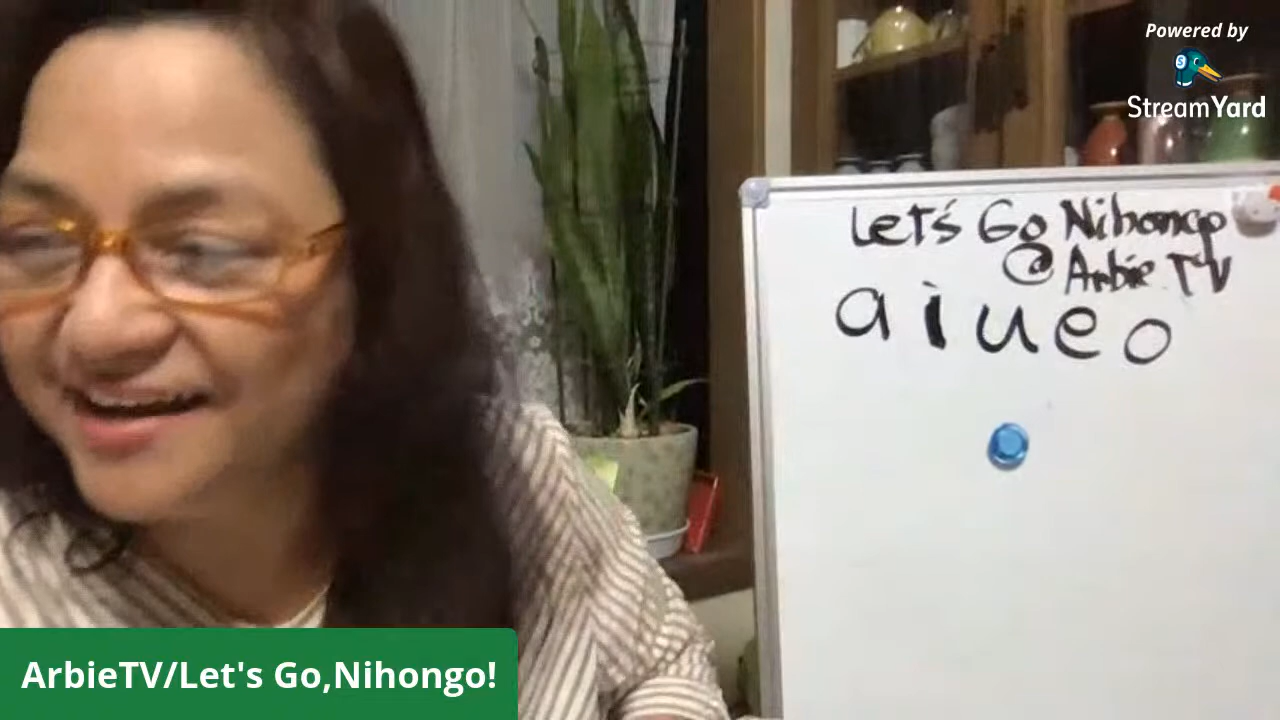 Powered by
StreamYard
Let's Go Nihongo
@ Arbie TV
a i u e o
ArbieTV/Let's Go,Nihongo!